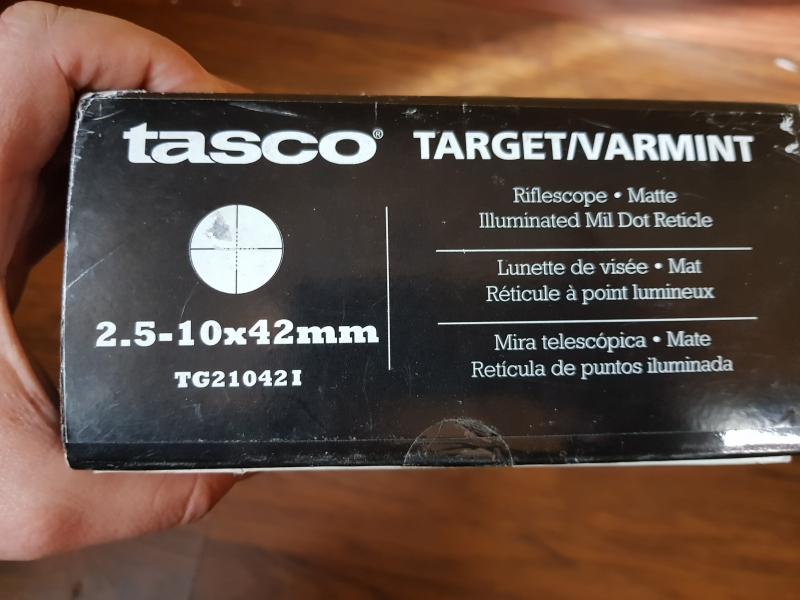 tasco® TARGET/VARMINT
2.5-10x42mm
TG21042I
Riflescope • Matte
Illuminated Mil Dot Reticle
Lunette de visée • Mat
Réticule à point lumineux
Mira telescópica • Mate
Retícula de puntos iluminada